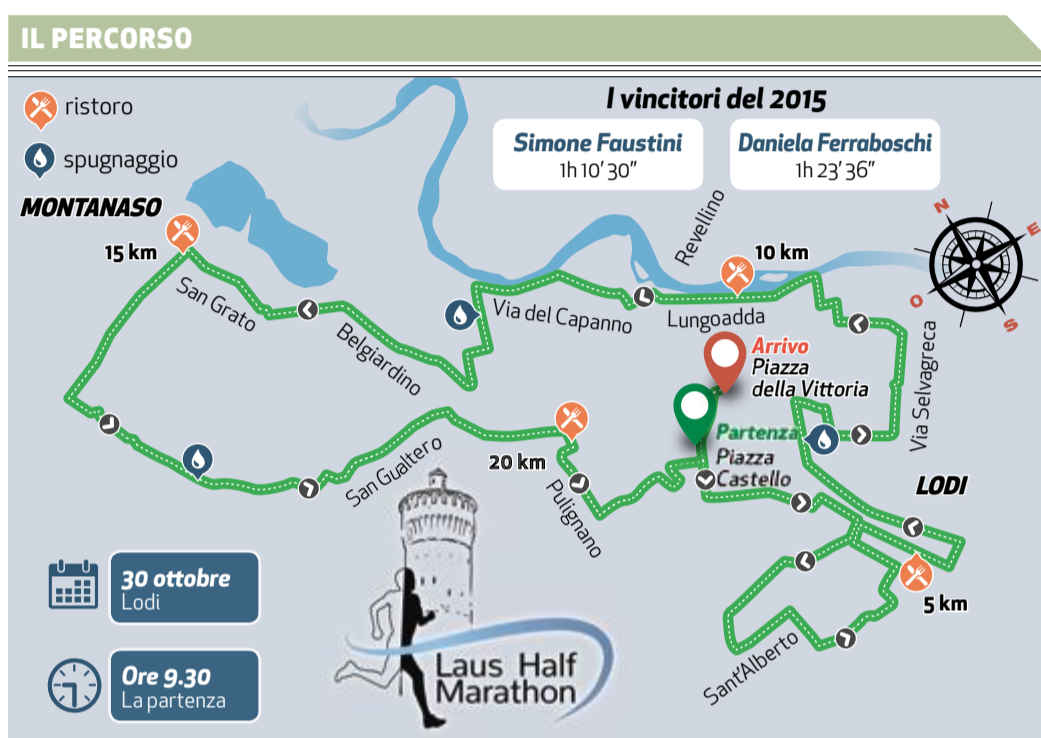 IL PERCORSO
ristoro
spugnaggio
I vincitori del 2015
Simone Faustini
1h 10' 30"
Daniela Ferraboschi
1h 23' 36"
MONTANASO
15 km
San Grato
Belgiardino
Via del Capanno
Revellino
Lungoadda
10 km
N
E
O
S
Via Selvagreca
Arrivo
Piazza
della Vittoria
Partenza
Piazza
Castello
LODI
San Gualtero
20 km
Pulignano
5 km
Sant'Alberto
30 ottobre
Lodi
Ore 9.30
La partenza
Laus Half
Marathon